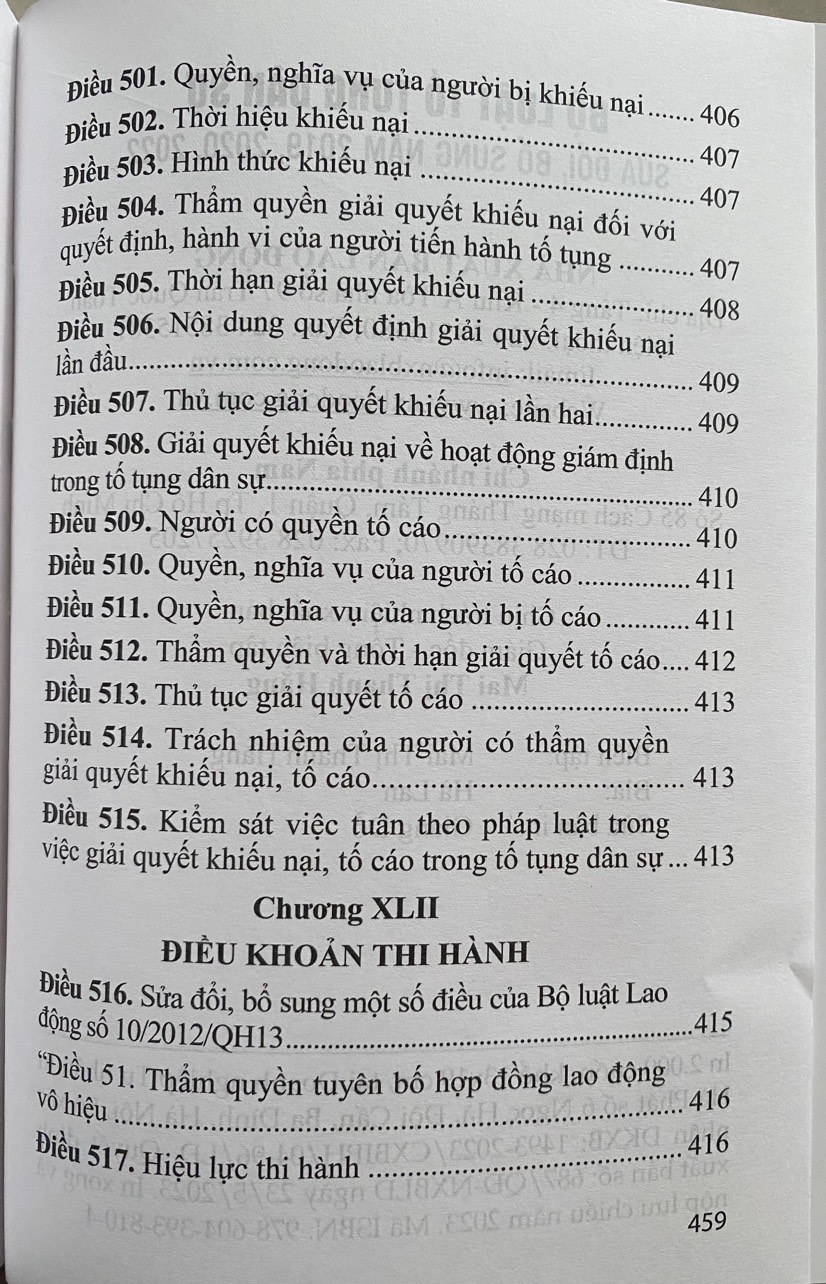 Điều 501. Quyền, nghĩa vụ của người bị khiếu nại ....... 406
Điều 502. Thời hiệu khiếu nại ................................... 407
Điều 503. Hình thức khiếu nại .................................. 407
Điều 504. Thẩm quyền giải quyết khiếu nại đối với
quyết định, hành vi của người tiến hành tố tụng ........... 407
Điều 505. Thời hạn giải quyết khiếu nại .................... 408
Điều 506. Nội dung quyết định giải quyết khiếu nại
lần đầu..................................................................... 409
Điều 507. Thủ tục giải quyết khiếu nại lần hai............. 409
Điều 508. Giải quyết khiếu nại về hoạt động giám định
trong tố tụng dân sự.................................................... 410
Điều 509. Người có quyền tố cáo............................... 410
Điều 510. Quyền, nghĩa vụ của người tố cáo .............. 411
Điều 511. Quyền, nghĩa vụ của người bị tố cáo ........... 411
Điều 512. Thẩm quyền và thời hạn giải quyết tố cáo.... 412
Điều 513. Thủ tục giải quyết tố cáo ........................... 413
Điều 514. Trách nhiệm của người có thẩm quyền
giải quyết khiếu nại, tố cáo....................................... 413
Điều 515. Kiểm sát việc tuân theo pháp luật trong
việc giải quyết khiếu nại, tố cáo trong tố tụng dân sự ... 413
Chương XLII
ĐIỀU KHOẢN THI HÀNH
Điều 516. Sửa đổi, bổ sung một số điều của Bộ luật Lao
động số 10/2012/QH13.................................................. 415
“Điều 51. Thẩm quyền tuyên bố hợp đồng lao động
vô hiệu ..................................................................... 416
Điều 517. Hiệu lực thi hành ....................................... 416
459